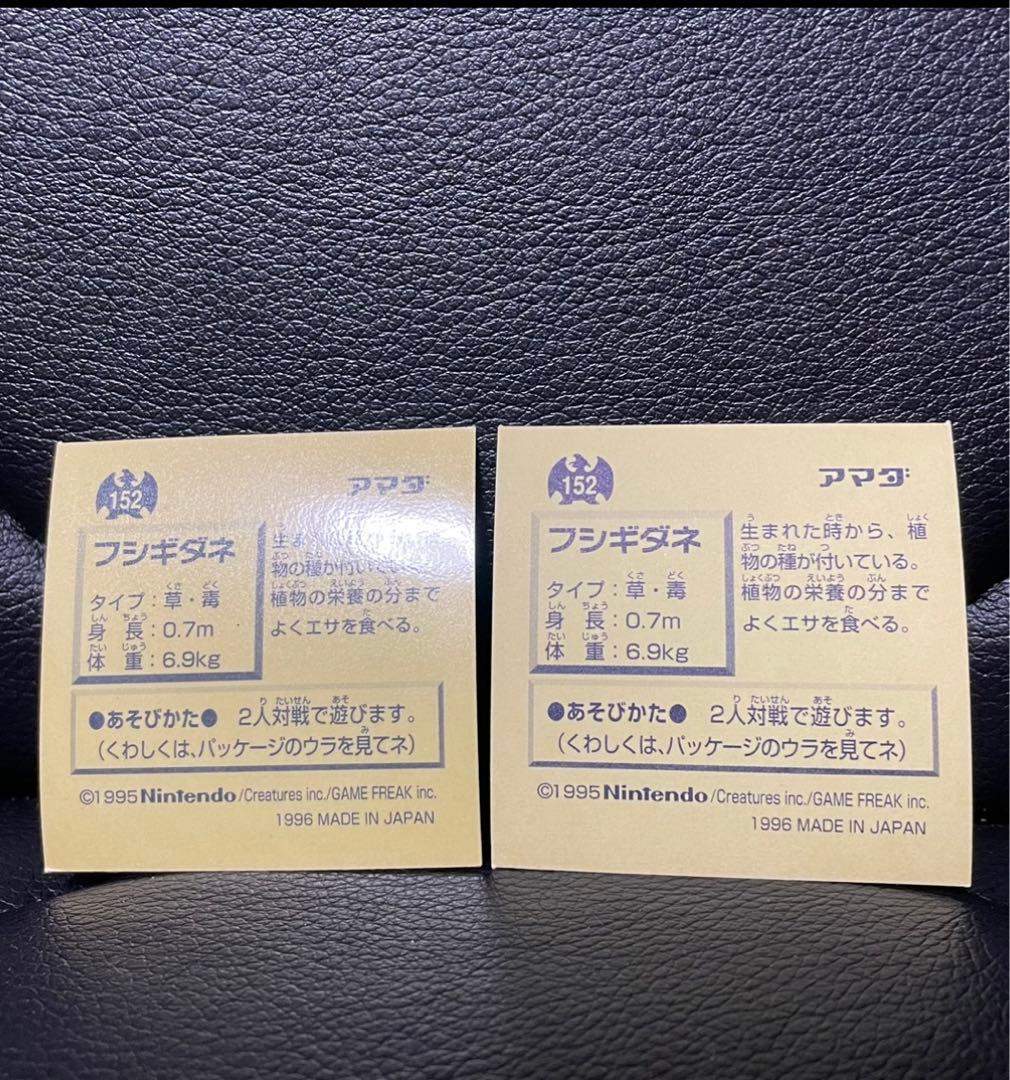 152
アマダ
フシギダネ
タイプ：草・毒
身長：0.7m
体重：6.9kg
生ま
物の種が付いている。
植物の栄養の分まで
よくエサを食べる。
●あそびかた● 2人対戦で遊びます。
（くわしくは、パッケージのウラを見てネ）
©1995 Nintendo/Creatures inc./GAME FREAK inc.
1996 MADE IN JAPAN
152
アマダ
フシギダネ
タイプ：草・毒
身長：0.7m
体重：6.9kg
生まれた時から、植
物の種が付いている。
植物の栄養の分まで
よくエサを食べる。
●あそびかた● 2人対戦で遊びます。
（くわしくは、パッケージのウラを見てネ）
©1995 Nintendo/Creatures inc./GAME FREAK inc.
1996 MADE IN JAPAN